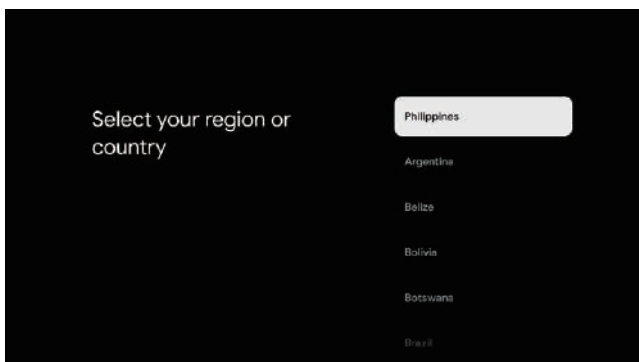 Select your region or
country
Philippines
Argentina
Belize
Bolivia
Botswana
Brazil